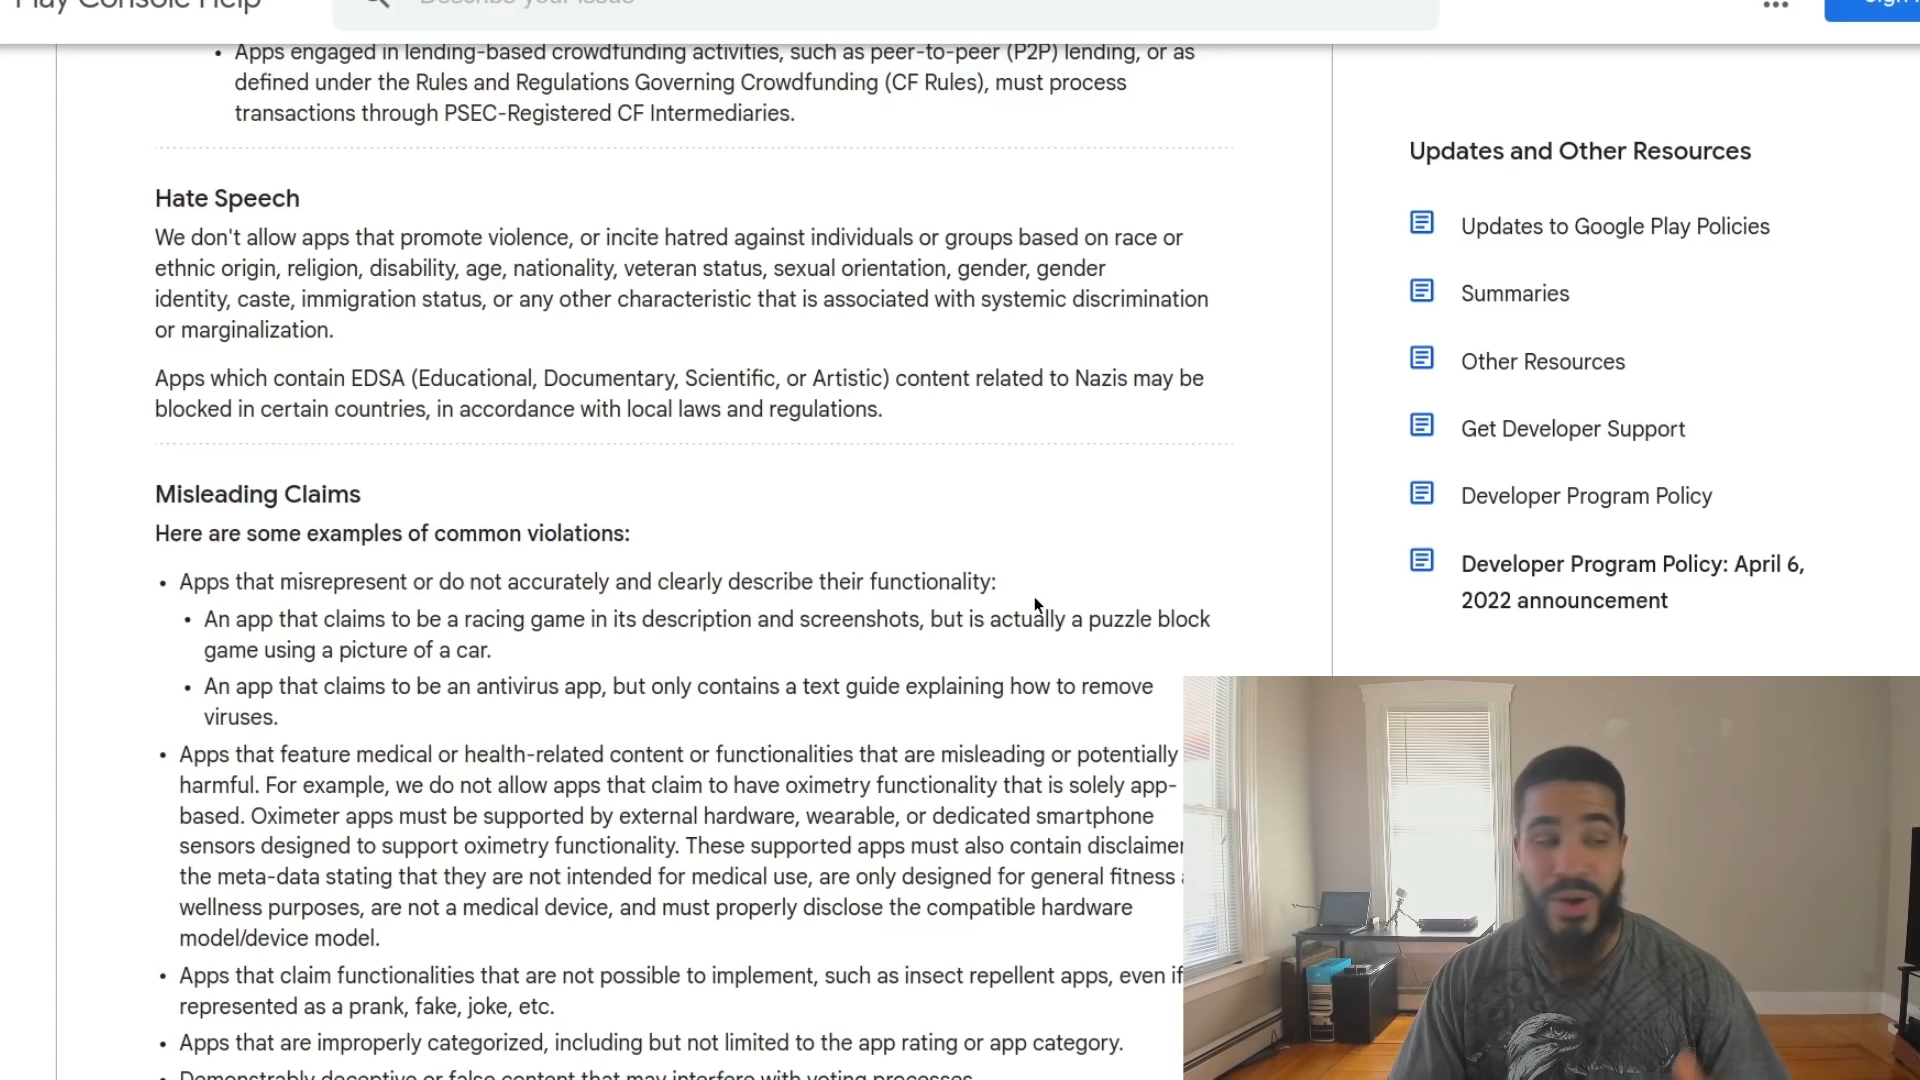 Play Console Help
Describe your issue
Apps engaged in lending-based crowdfunding activities, such as peer-to-peer (P2P) lending, or as
defined under the Rules and Regulations Governing Crowdfunding (CF Rules), must process
transactions through PSEC-Registered CF Intermediaries.
Hate Speech
We don't allow apps that promote violence, or incite hatred against individuals or groups based on race or
ethnic origin, religion, disability, age, nationality, veteran status, sexual orientation, gender, gender
identity, caste, immigration status, or any other characteristic that is associated with systemic discrimination
or marginalization.
Apps which contain EDSA (Educational, Documentary, Scientific, or Artistic) content related to Nazis may be
blocked in certain countries, in accordance with local laws and regulations.
Misleading Claims
Here are some examples of common violations:
• Apps that misrepresent or do not accurately and clearly describe their functionality:
• An app that claims to be a racing game in its description and screenshots, but is actually a puzzle block
game using a picture of a car.
• An app that claims to be an antivirus app, but only contains a text guide explaining how to remove
viruses.
• Apps that feature medical or health-related content or functionalities that are misleading or potentially
harmful. For example, we do not allow apps that claim to have oximetry functionality that is solely app-
based. Oximeter apps must be supported by external hardware, wearable, or dedicated smartphone
sensors designed to support oximetry functionality. These supported apps must also contain disclaimer
the meta-data stating that they are not intended for medical use, are only designed for general fitness
wellness purposes, are not a medical device, and must properly disclose the compatible hardware
model/device model.
• Apps that claim functionalities that are not possible to implement, such as insect repellent apps, even if
represented as a prank, fake, joke, etc.
• Apps that are improperly categorized, including but not limited to the app rating or app category.
• Demonstrably deceptive or false content that may interfere with voting processes.
Updates and Other Resources
Updates to Google Play Policies
Summaries
Other Resources
Get Developer Support
Developer Program Policy
Developer Program Policy: April 6,
2022 announcement